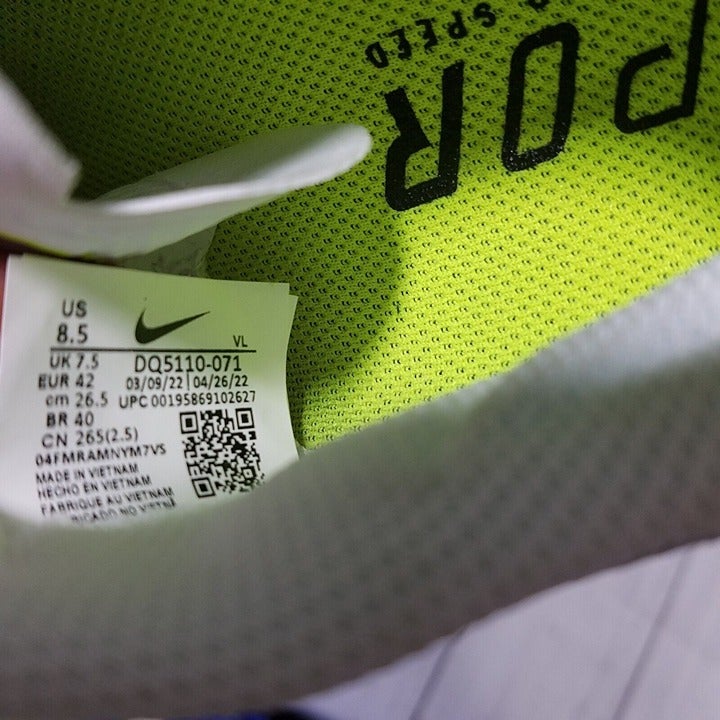 SPEED
POR
US
8.5
VL
UK 7.5
DQ5110-071
EUR 42
03/09/22 | 04/26/22
cm 26.5
UPC 00195869102627
BR 40
CN 265(2.5)
04FMRAMNYM7VS
MADE IN VIETNAM
HECHO EN VIETNAM
FABRIQUE AU VIETNAM